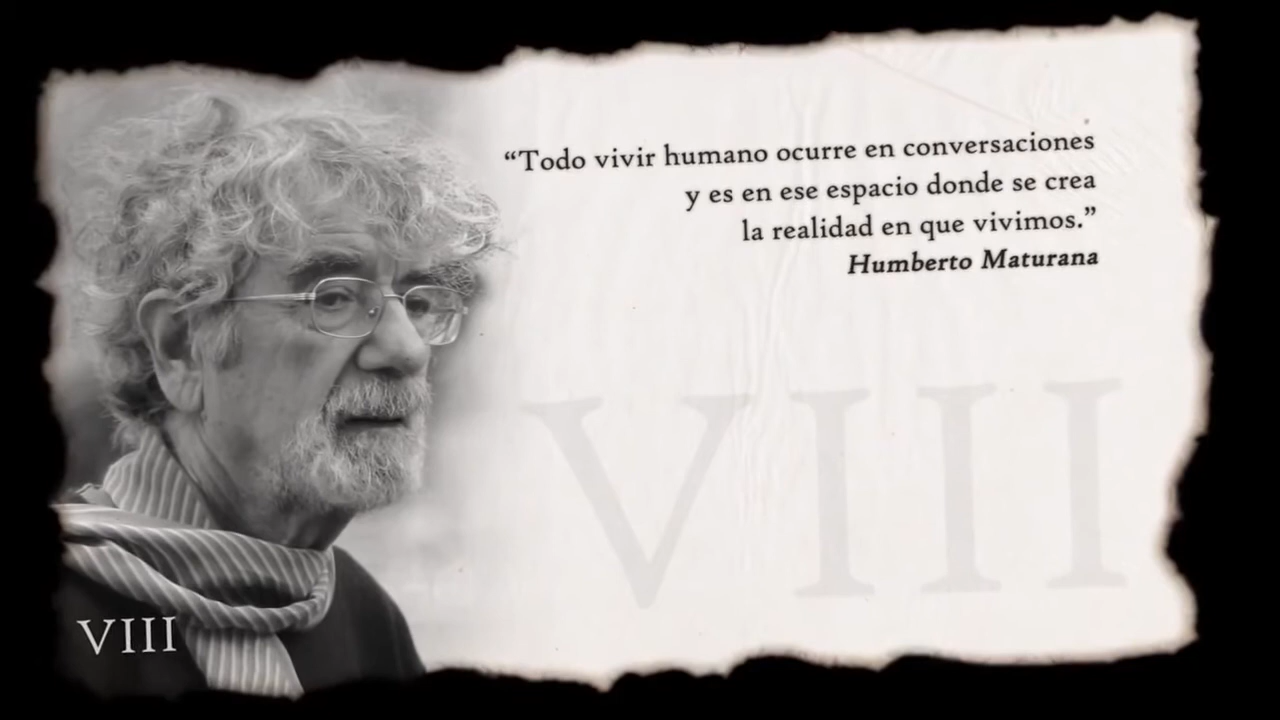 “Todo vivir humano ocurre en conversaciones
y es en ese espacio donde se crea
la realidad en que vivimos.”
Humberto Maturana
VIII
VIII